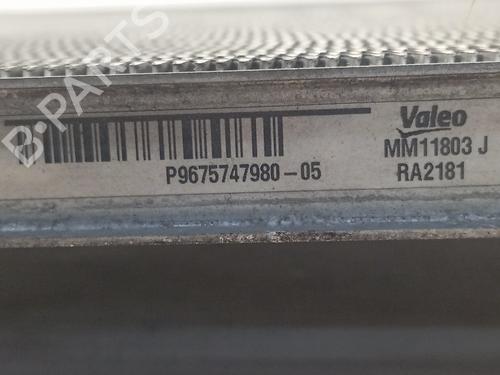 B-PARTS
Valeo
MM11803 J
P9675747980-05
RA2181